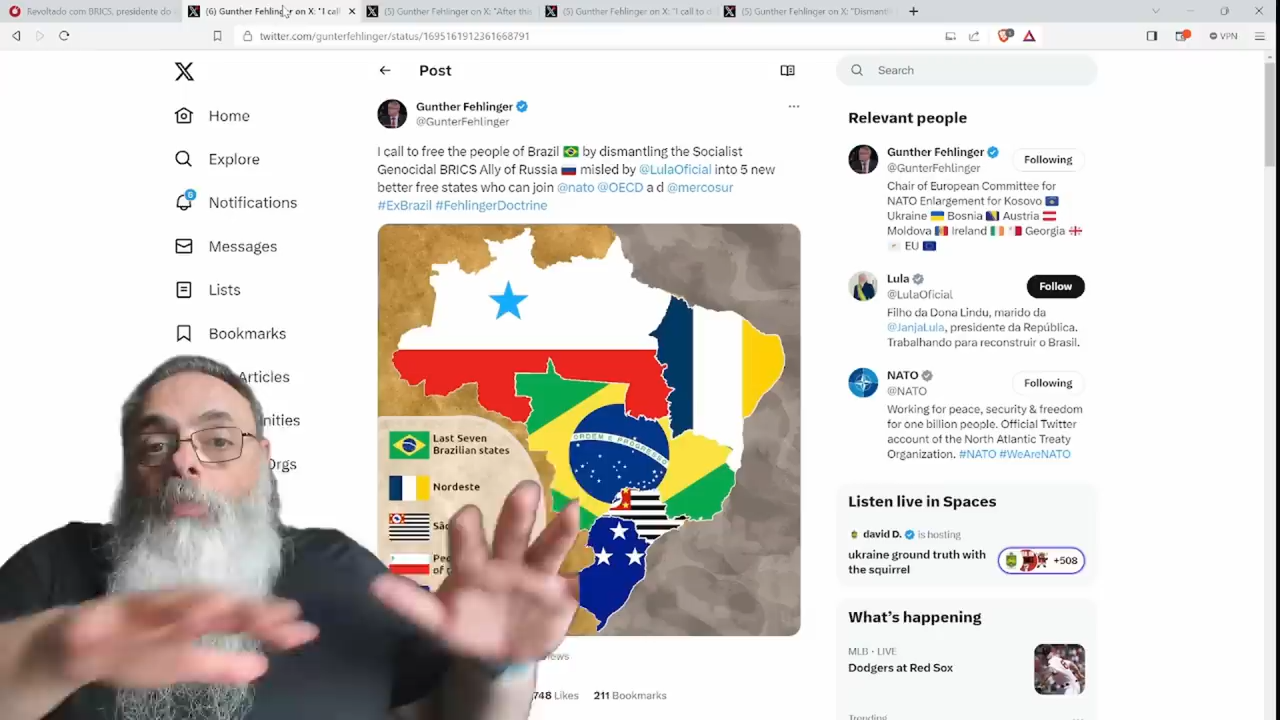 Revoltado com BRICS, presidente do
(6) Gunther Fehlinger on X: "I call
(5) Gunther Fehlinger on X: "After this
(5) Gunther Fehlinger on X: "I call to d
(5) Gunther Fehlinger on X: "Dismantl
twitter.com/gunterfehlinger/status/1695161912361668791
VPN
Home
Explore
6
Notifications
Messages
Lists
Bookmarks
Articles
Orgs
Post
Gunther Fehlinger
@GunterFehlinger
I call to free the people of Brazil 🇧🇷 by dismantling the Socialist
Genocidal BRICS Ally of Russia 🇷🇺 misled by @LulaOficial into 5 new
better free states who can join @nato @OECD a d @mercosur
#ExBrazil #FehlingerDoctrine
ORDEM E PROGRESSO
Last Seven
Brazilian states
Nordeste
748 Likes 211 Bookmarks
Search
Relevant people
Gunther Fehlinger
Following
@GunterFehlinger
Chair of European Committee for
NATO Enlargement for Kosovo 🇽🇰
Ukraine 🇺🇦 Bosnia 🇧🇦 Austria 🇦🇹
Moldova 🇲🇩 Ireland 🇮🇪 🇲🇹 Georgia 🇬🇪
🇨🇾 EU 🇪🇺
Lula
Follow
@LulaOficial
Filho da Dona Lindu, marido da
@JanjaLula, presidente da República.
Trabalhando para reconstruir o Brasil.
NATO
Following
@NATO
Working for peace, security & freedom
for one billion people. Official Twitter
account of the North Atlantic Treaty
Organization. #NATO #WeAreNATO
Listen live in Spaces
david D. is hosting
ukraine ground truth with
the squirrel
+508
What's happening
MLB · LIVE
Dodgers at Red Sox
Trending